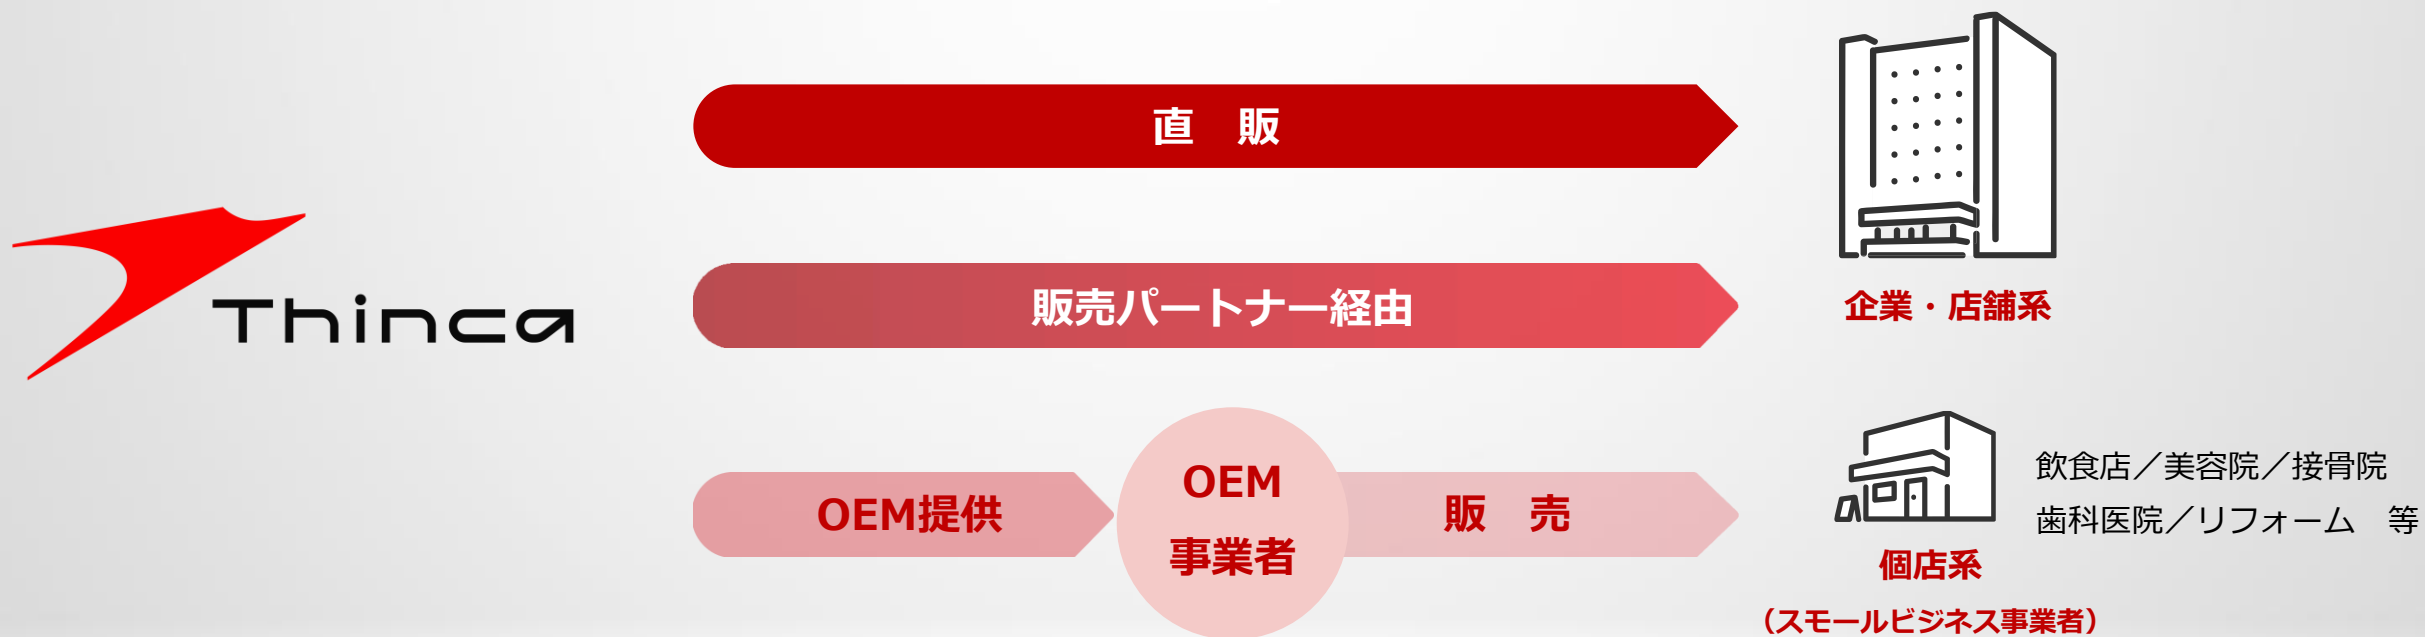 Thinca
直　販
販売パートナー経由
企業・店舗系
OEM提供
OEM
事業者
販　売
飲食店／美容院／接骨院
歯科医院／リフォーム　等
個店系
（スモールビジネス事業者）